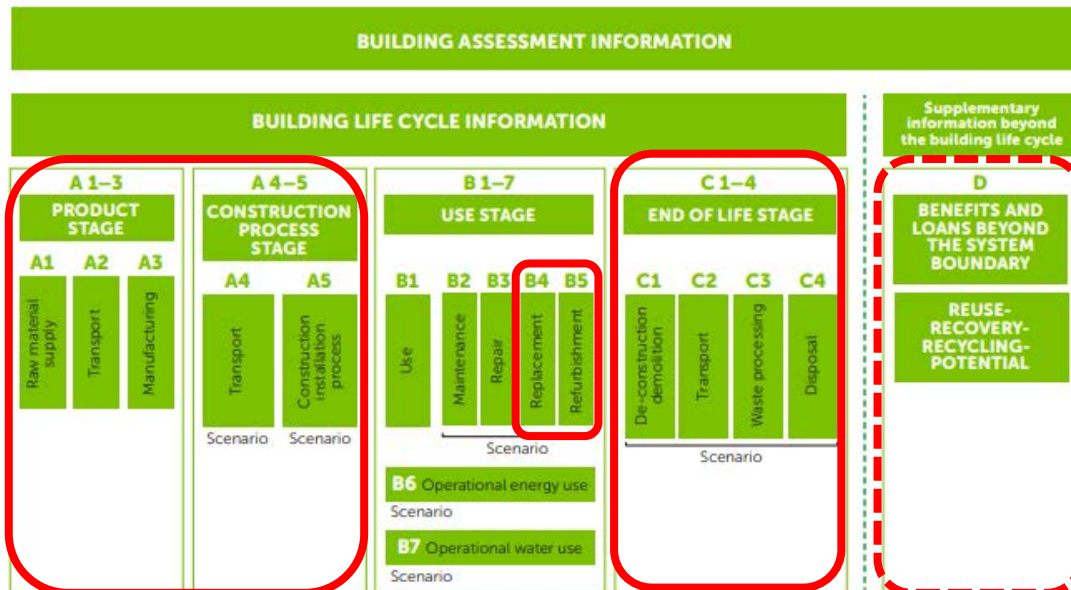 BUILDING ASSESSMENT INFORMATION
BUILDING LIFE CYCLE INFORMATION
Supplementary
information beyond
the building life cycle
A 1–3
PRODUCT
STAGE
A1
A2
A3
Raw material
supply
Transport
Manufacturing
A 4–5
CONSTRUCTION
PROCESS
STAGE
A4
A5
Transport
Construction
installation
process
Scenario
Scenario
B 1–7
USE STAGE
B1
B2
B3
B4
B5
Use
Maintenance
Repair
Replacement
Refurbishment
Scenario
B6 Operational energy use
Scenario
B7 Operational water use
Scenario
C 1–4
END OF LIFE STAGE
C1
C2
C3
C4
De-construction
demolition
Transport
Waste processing
Disposal
Scenario
D
BENEFITS AND
LOANS BEYOND
THE SYSTEM
BOUNDARY
REUSE-
RECOVERY-
RECYCLING-
POTENTIAL